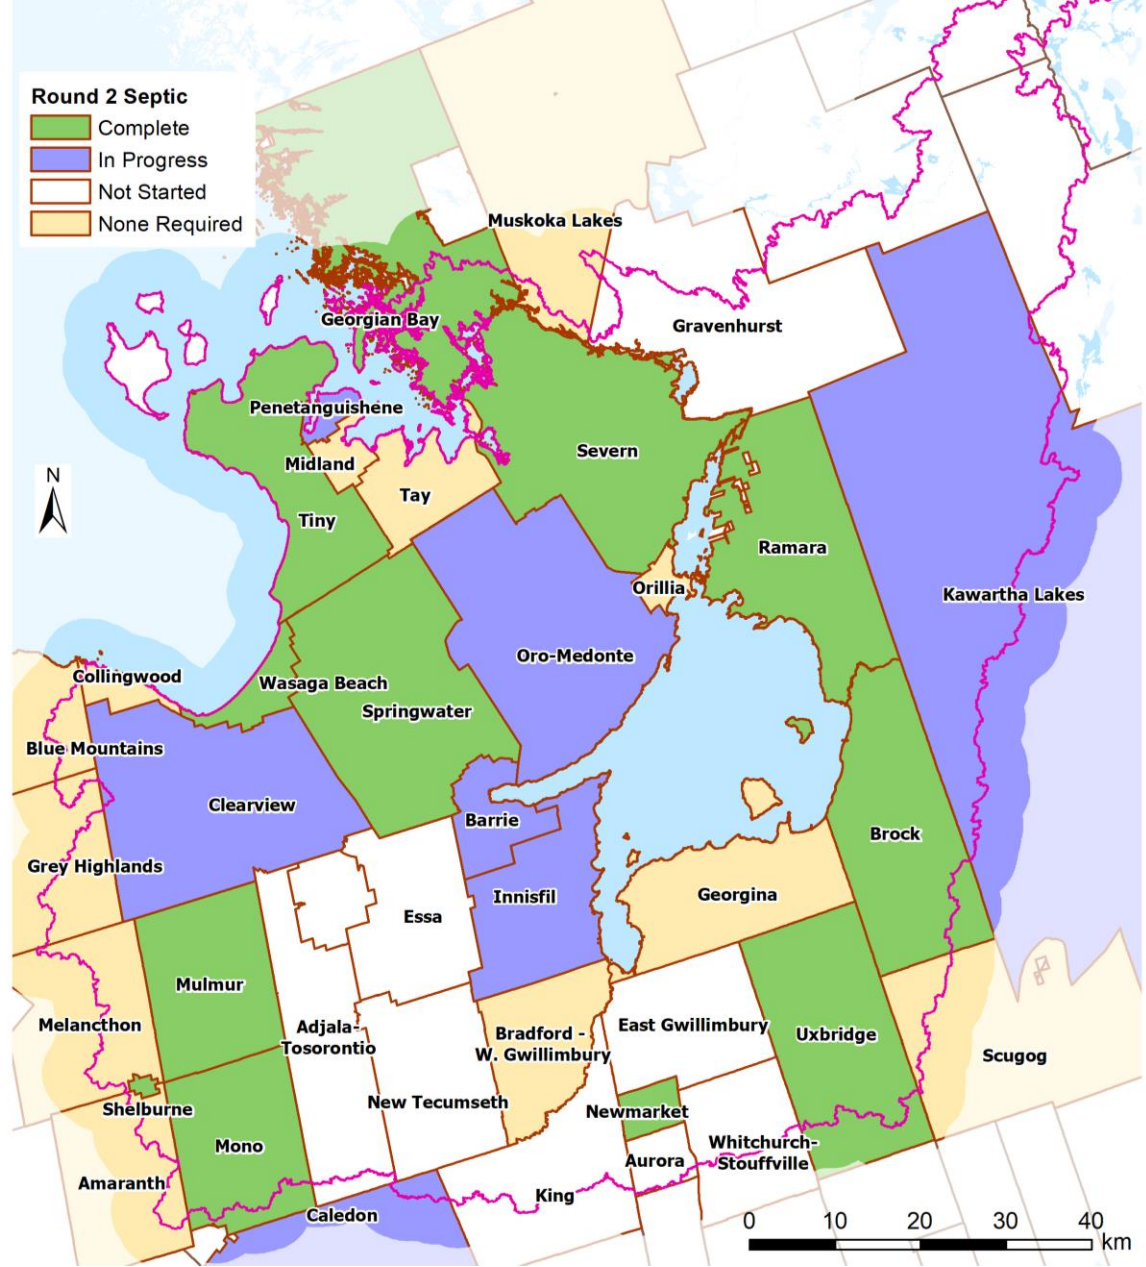 Round 2 Septic
Complete
In Progress
Not Started
None Required
Muskoka Lakes
Georgian Bay
Gravenhurst
Penetanguishene
Severn
Midland
Tay
N
Tiny
Ramara
Orillia
Kawartha Lakes
Oro-Medonte
Collingwood
Wasaga Beach
Springwater
Blue Mountains
Clearview
Barrie
Brock
Grey Highlands
Innisfil
Georgina
Essa
Mulmur
Melancthon
Adjala-
Tosorontio
Bradford -
W. Gwillimbury
East Gwillimbury
Uxbridge
Scugog
Shelburne
New Tecumseth
Newmarket
Mono
Whitchurch-
Stouffville
Aurora
Amaranth
King
Caledon
0 10 20 30 40
km